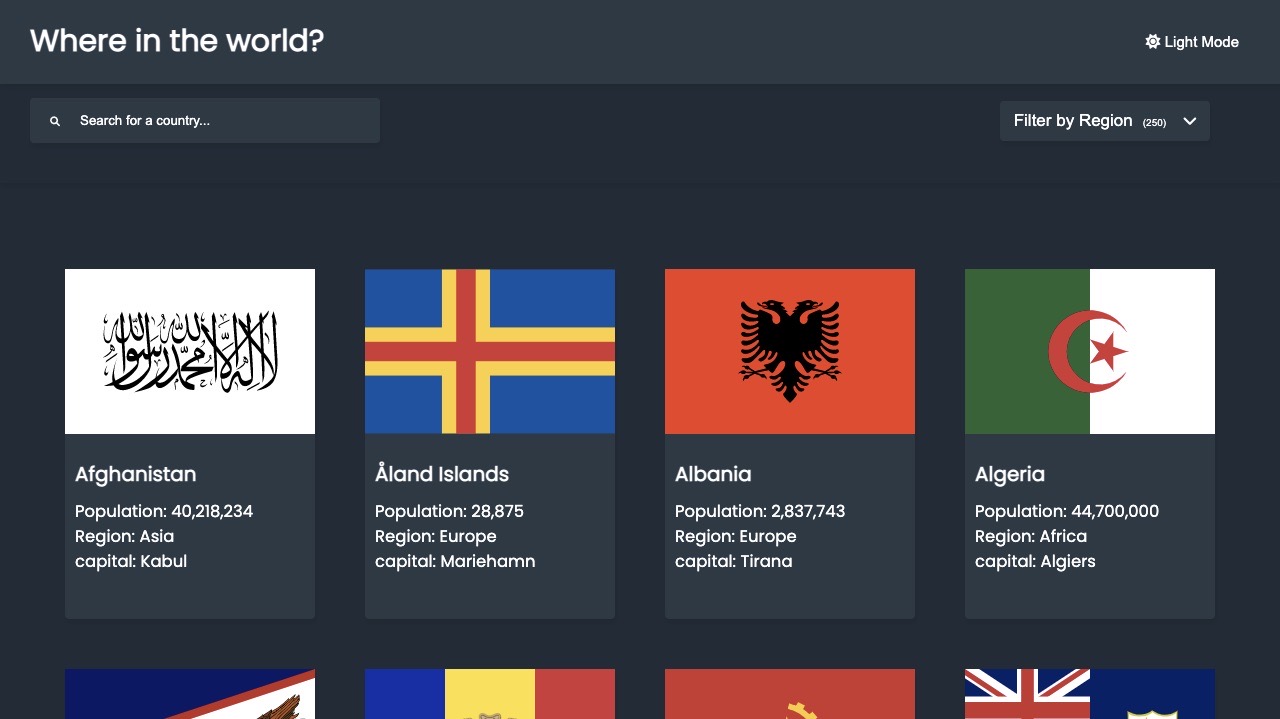 Where in the world?
Light Mode
Search for a country...
Filter by Region (250)
لا إله إلا الله محمد رسول الله
Afghanistan
Population: 40,218,234
Region: Asia
capital: Kabul
Åland Islands
Population: 28,875
Region: Europe
capital: Mariehamn
Albania
Population: 2,837,743
Region: Europe
capital: Tirana
Algeria
Population: 44,700,000
Region: Africa
capital: Algiers